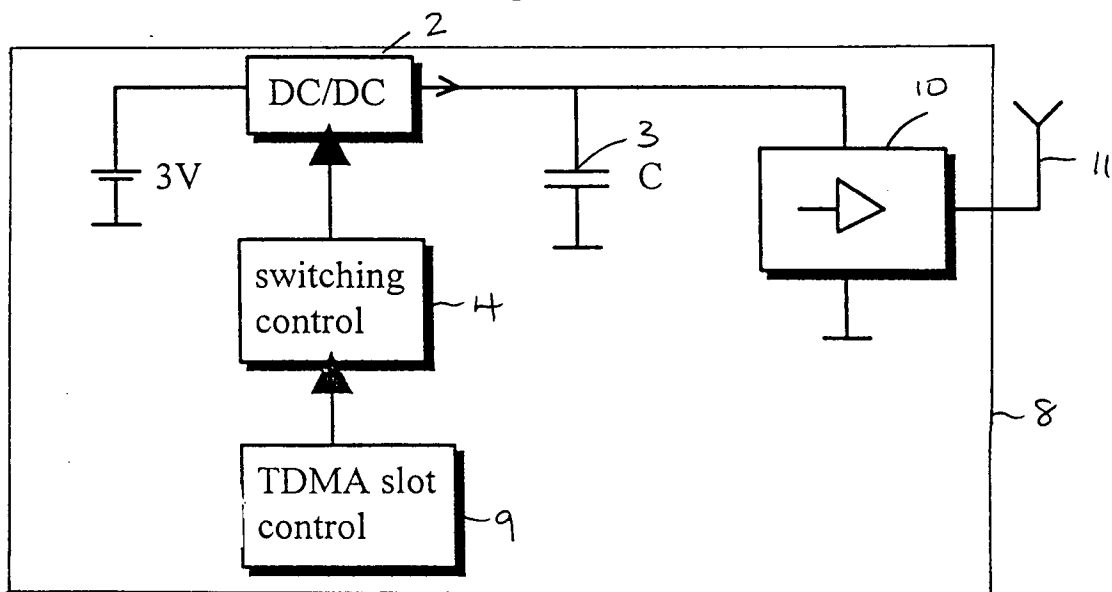 2
DC/DC
10
3
3V
C
11
switching
control
4
8
TDMA slot
control
9